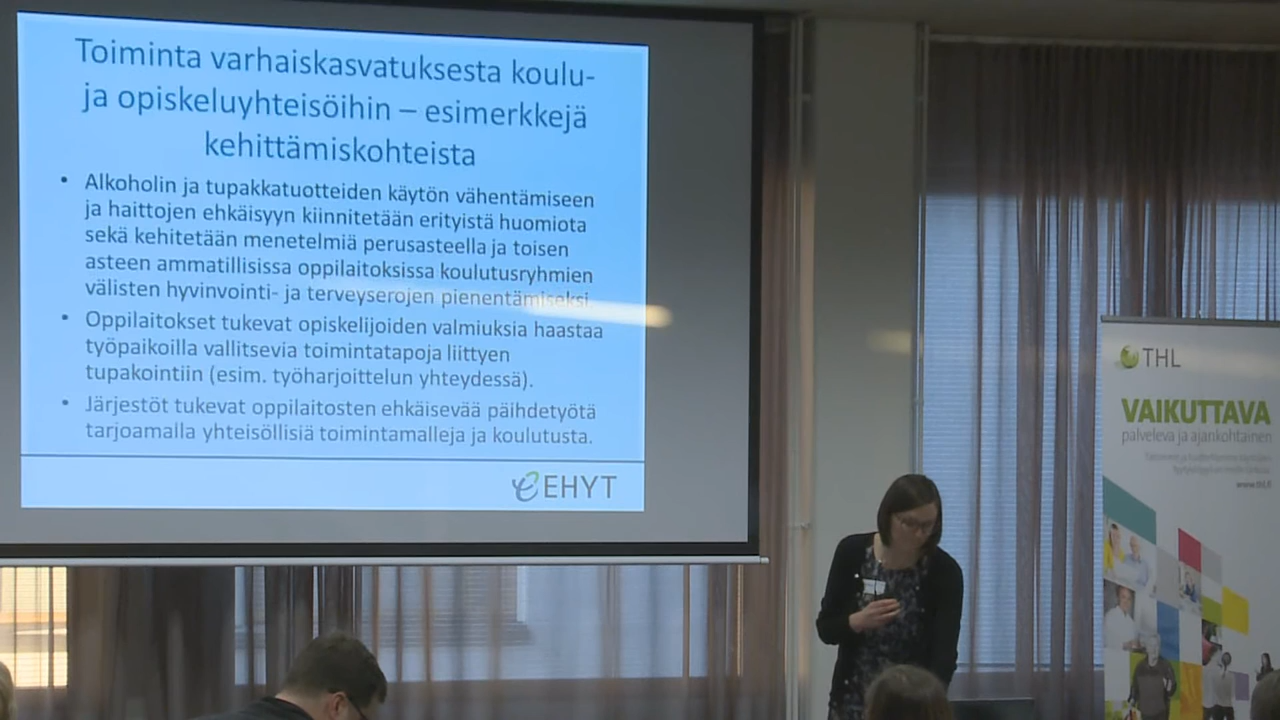 Toiminta varhaiskasvatuksesta koulu-
ja opiskeluyhteisöihin – esimerkkejä
kehittämiskohteista
• Alkoholin ja tupakkatuotteiden käytön vähentämiseen
ja haittojen ehkäisyyn kiinnitetään erityistä huomiota
sekä kehitetään menetelmiä perusasteella ja toisen
asteen ammatillisissa oppilaitoksissa koulutusryhmien
välisten hyvinvointi- ja terveyserojen pienentämiseksi
• Oppilaitokset tukevat opiskelijoiden valmiuksia haastaa
työpaikoilla vallitsevia toimintatapoja liittyen
tupakointiin (esim. työharjoittelun yhteydessä).
• Järjestöt tukevat oppilaitosten ehkäisevää päihdetyötä
tarjoamalla yhteisöllisiä toimintamalleja ja koulutusta.
EHYT
THL
VAIKUTTAVA
palveleva ja ajankohtainen
www.thl.fi